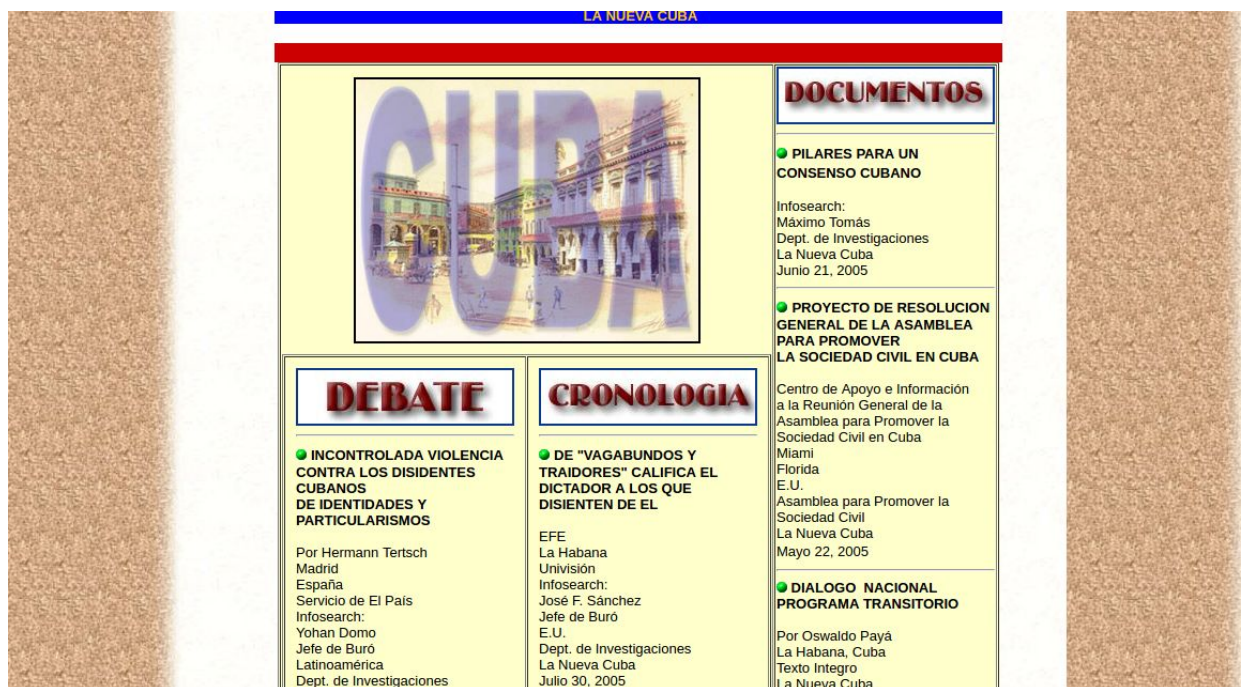 LA NUEVA CUBA
CUBA
DEBATE
INCONTROLADA VIOLENCIA
CONTRA LOS DISIDENTES
CUBANOS
DE IDENTIDADES Y
PARTICULARISMOS
Por Hermann Tertsch
Madrid
España
Servicio de El País
Infosearch:
Yohan Domo
Jefe de Buró
Latinoamérica
Dept. de Investigaciones
CRONOLOGIA
DE "VAGABUNDOS Y
TRAIDORES" CALIFICA EL
DICTADOR A LOS QUE
DISIENTEN DE EL
EFE
La Habana
Univisión
Infosearch:
José F. Sánchez
Jefe de Buró
E.U.
Dept. de Investigaciones
La Nueva Cuba
Julio 30, 2005
DOCUMENTOS
PILARES PARA UN
CONSENSO CUBANO
Infosearch:
Máximo Tomás
Dept. de Investigaciones
La Nueva Cuba
Junio 21, 2005
PROYECTO DE RESOLUCION
GENERAL DE LA ASAMBLEA
PARA PROMOVER
LA SOCIEDAD CIVIL EN CUBA
Centro de Apoyo e Información
a la Reunión General de la
Asamblea para Promover la
Sociedad Civil en Cuba
Miami
Florida
E.U.
Asamblea para Promover la
Sociedad Civil
La Nueva Cuba
Mayo 22, 2005
DIALOGO NACIONAL
PROGRAMA TRANSITORIO
Por Oswaldo Payá
La Habana, Cuba
Texto Integro
La Nueva Cuba